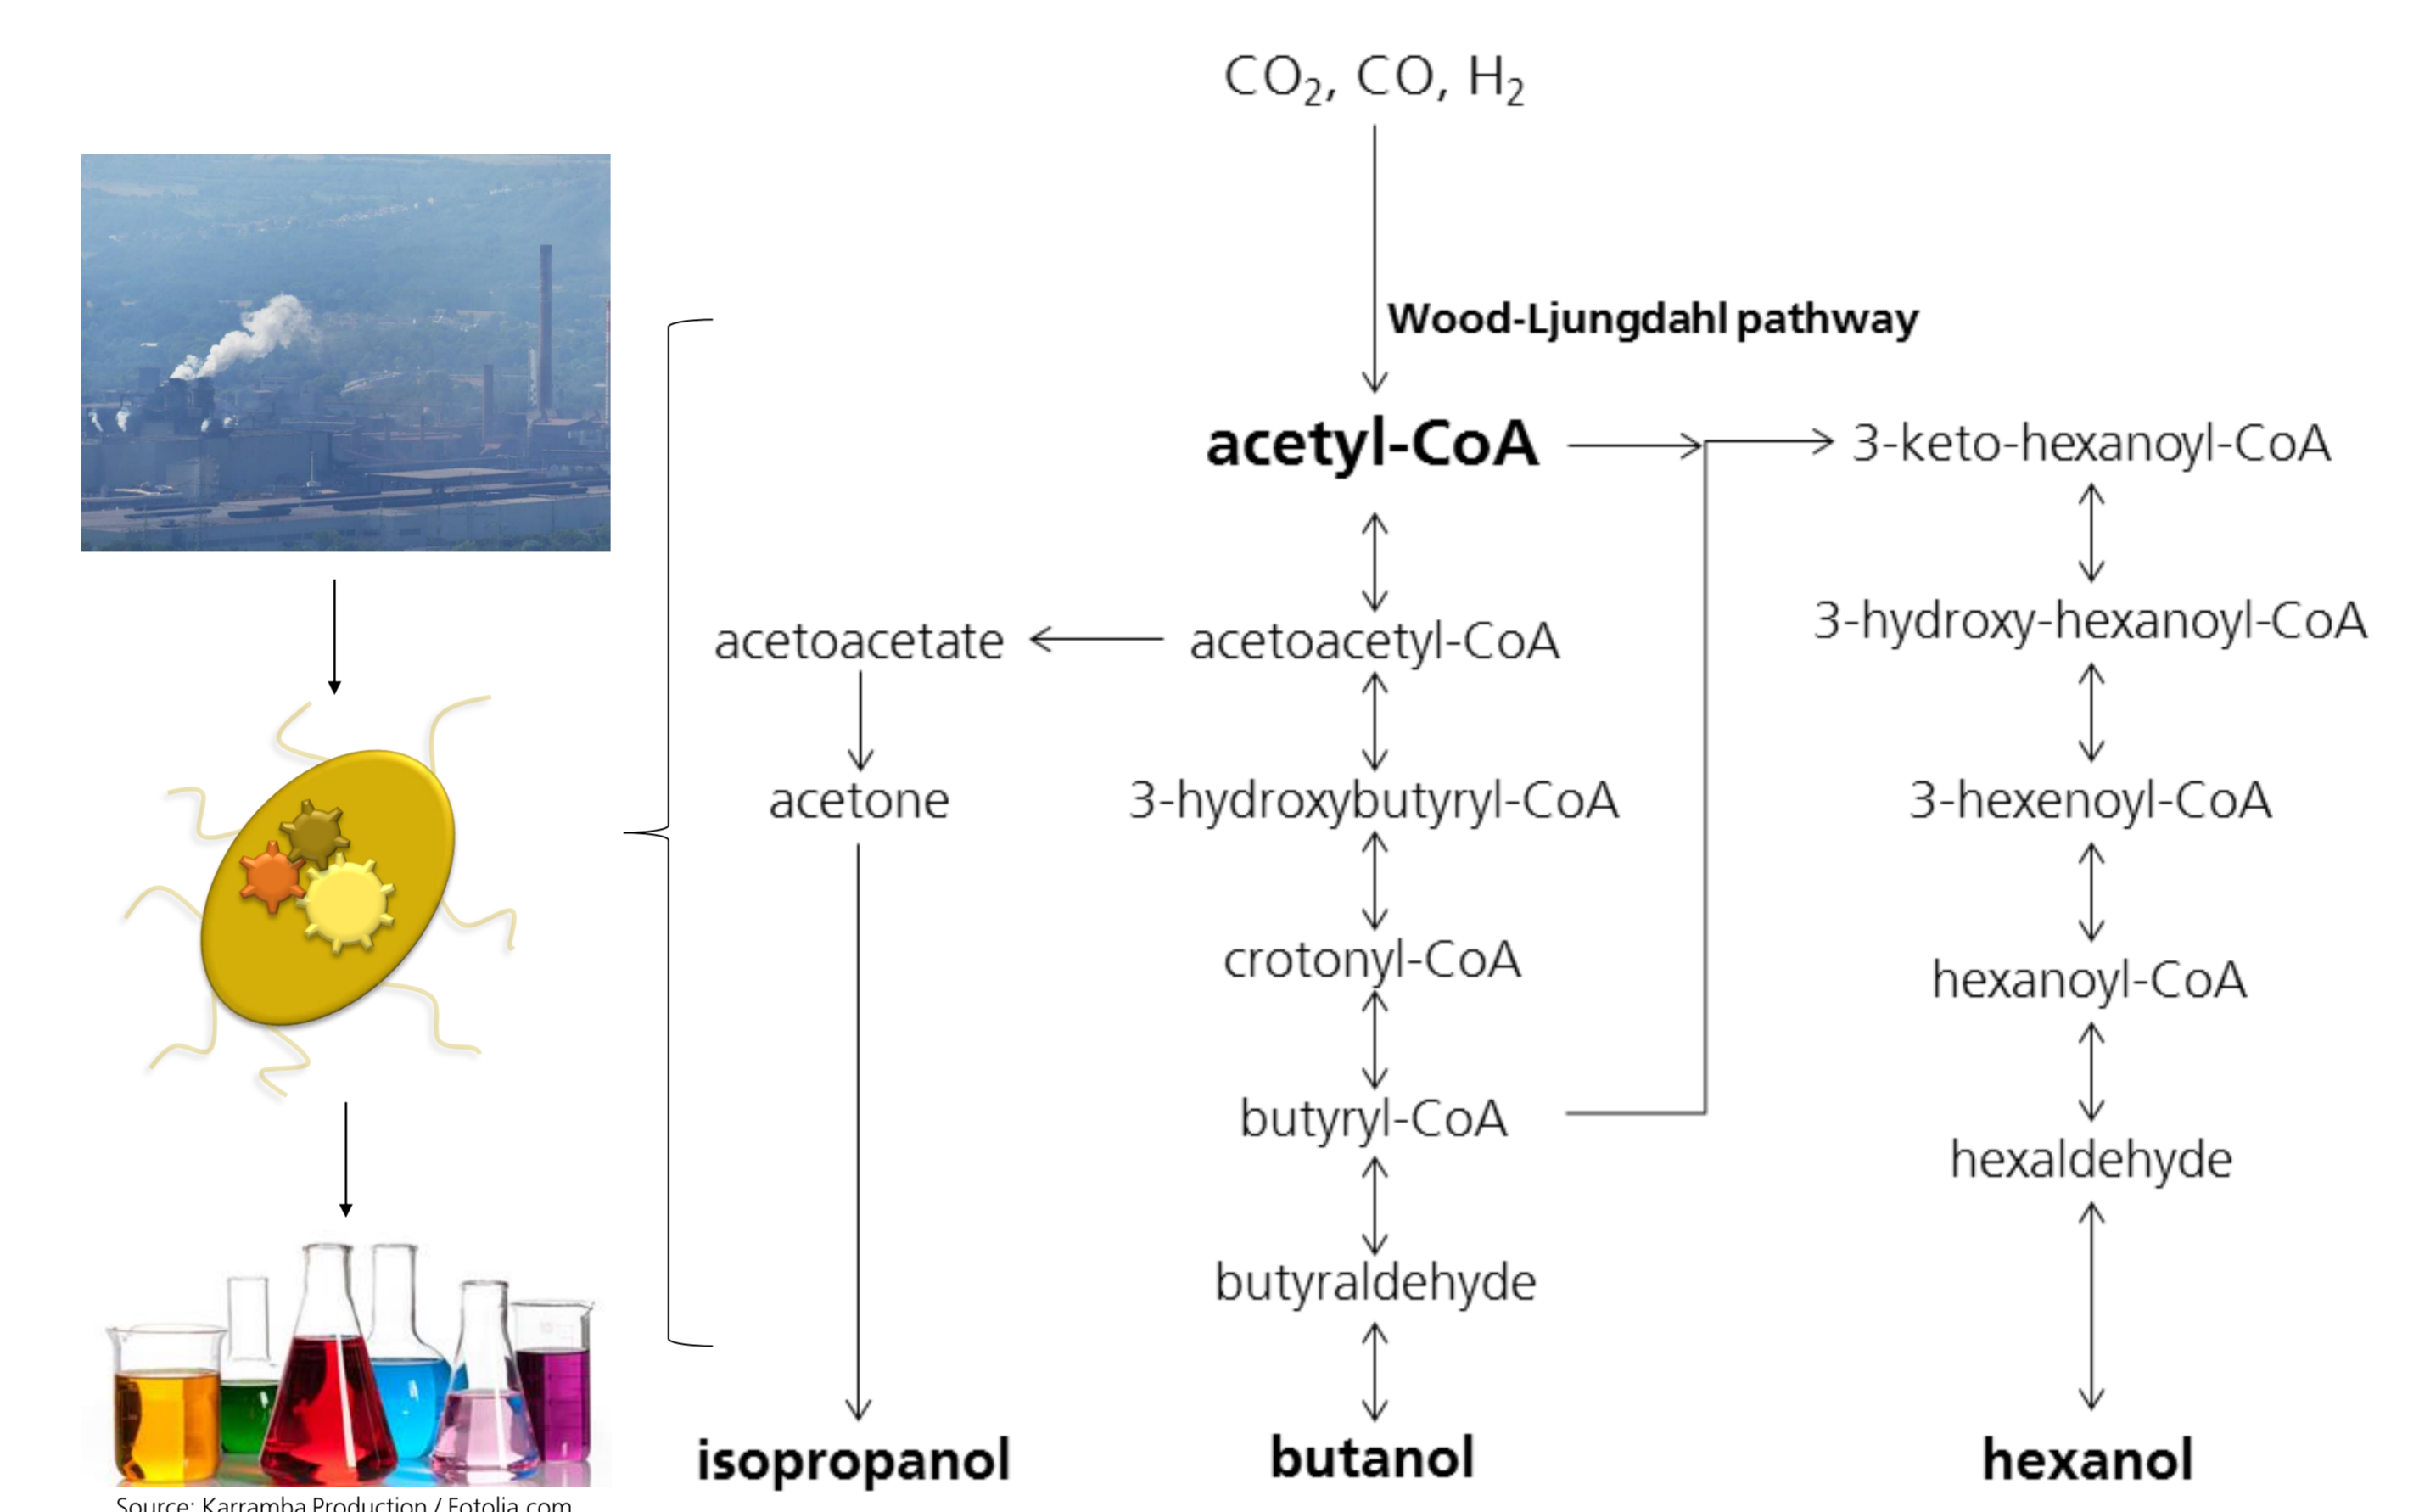 CO₂, CO, H₂
Wood-Ljungdahl pathway
acetyl-CoA
3-keto-hexanoyl-CoA
acetoacetate
acetoacetyl-CoA
3-hydroxy-hexanoyl-CoA
acetone
3-hydroxybutyryl-CoA
3-hexenoyl-CoA
crotonyl-CoA
hexanoyl-CoA
butyryl-CoA
hexaldehyde
butyraldehyde
isopropanol
butanol
hexanol
Source: Karramba Production / Fotolia.com